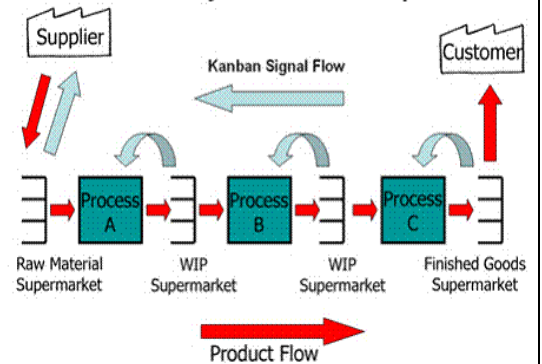 Supplier
Customer
Kanban Signal Flow
Process
A
Process
B
Process
C
Raw Material
Supermarket
WIP
Supermarket
WIP
Supermarket
Finished Goods
Supermarket
Product Flow